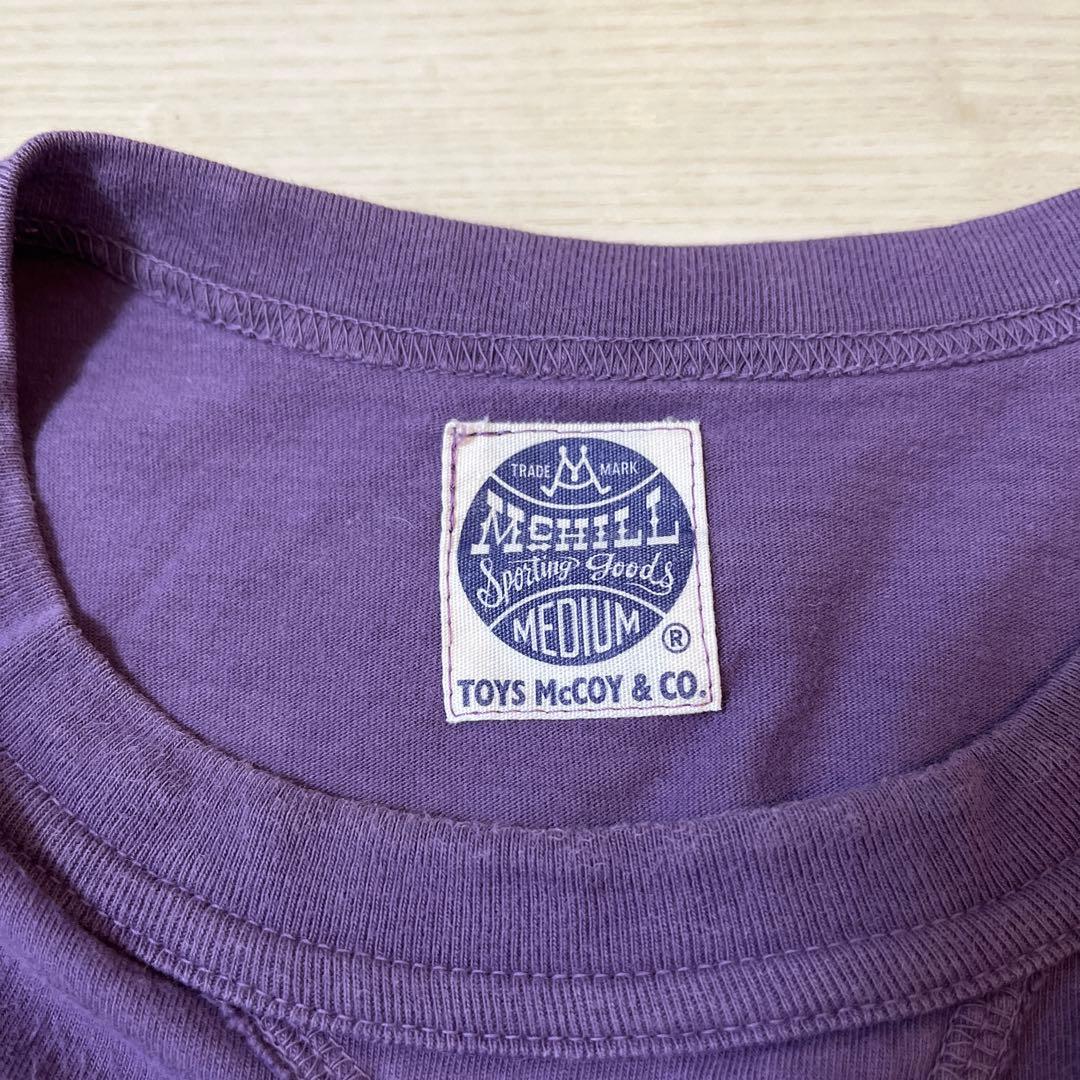 TRADE MARK
McHILL
Sporting Goods
MEDIUM
®
TOYS McCOY & CO.